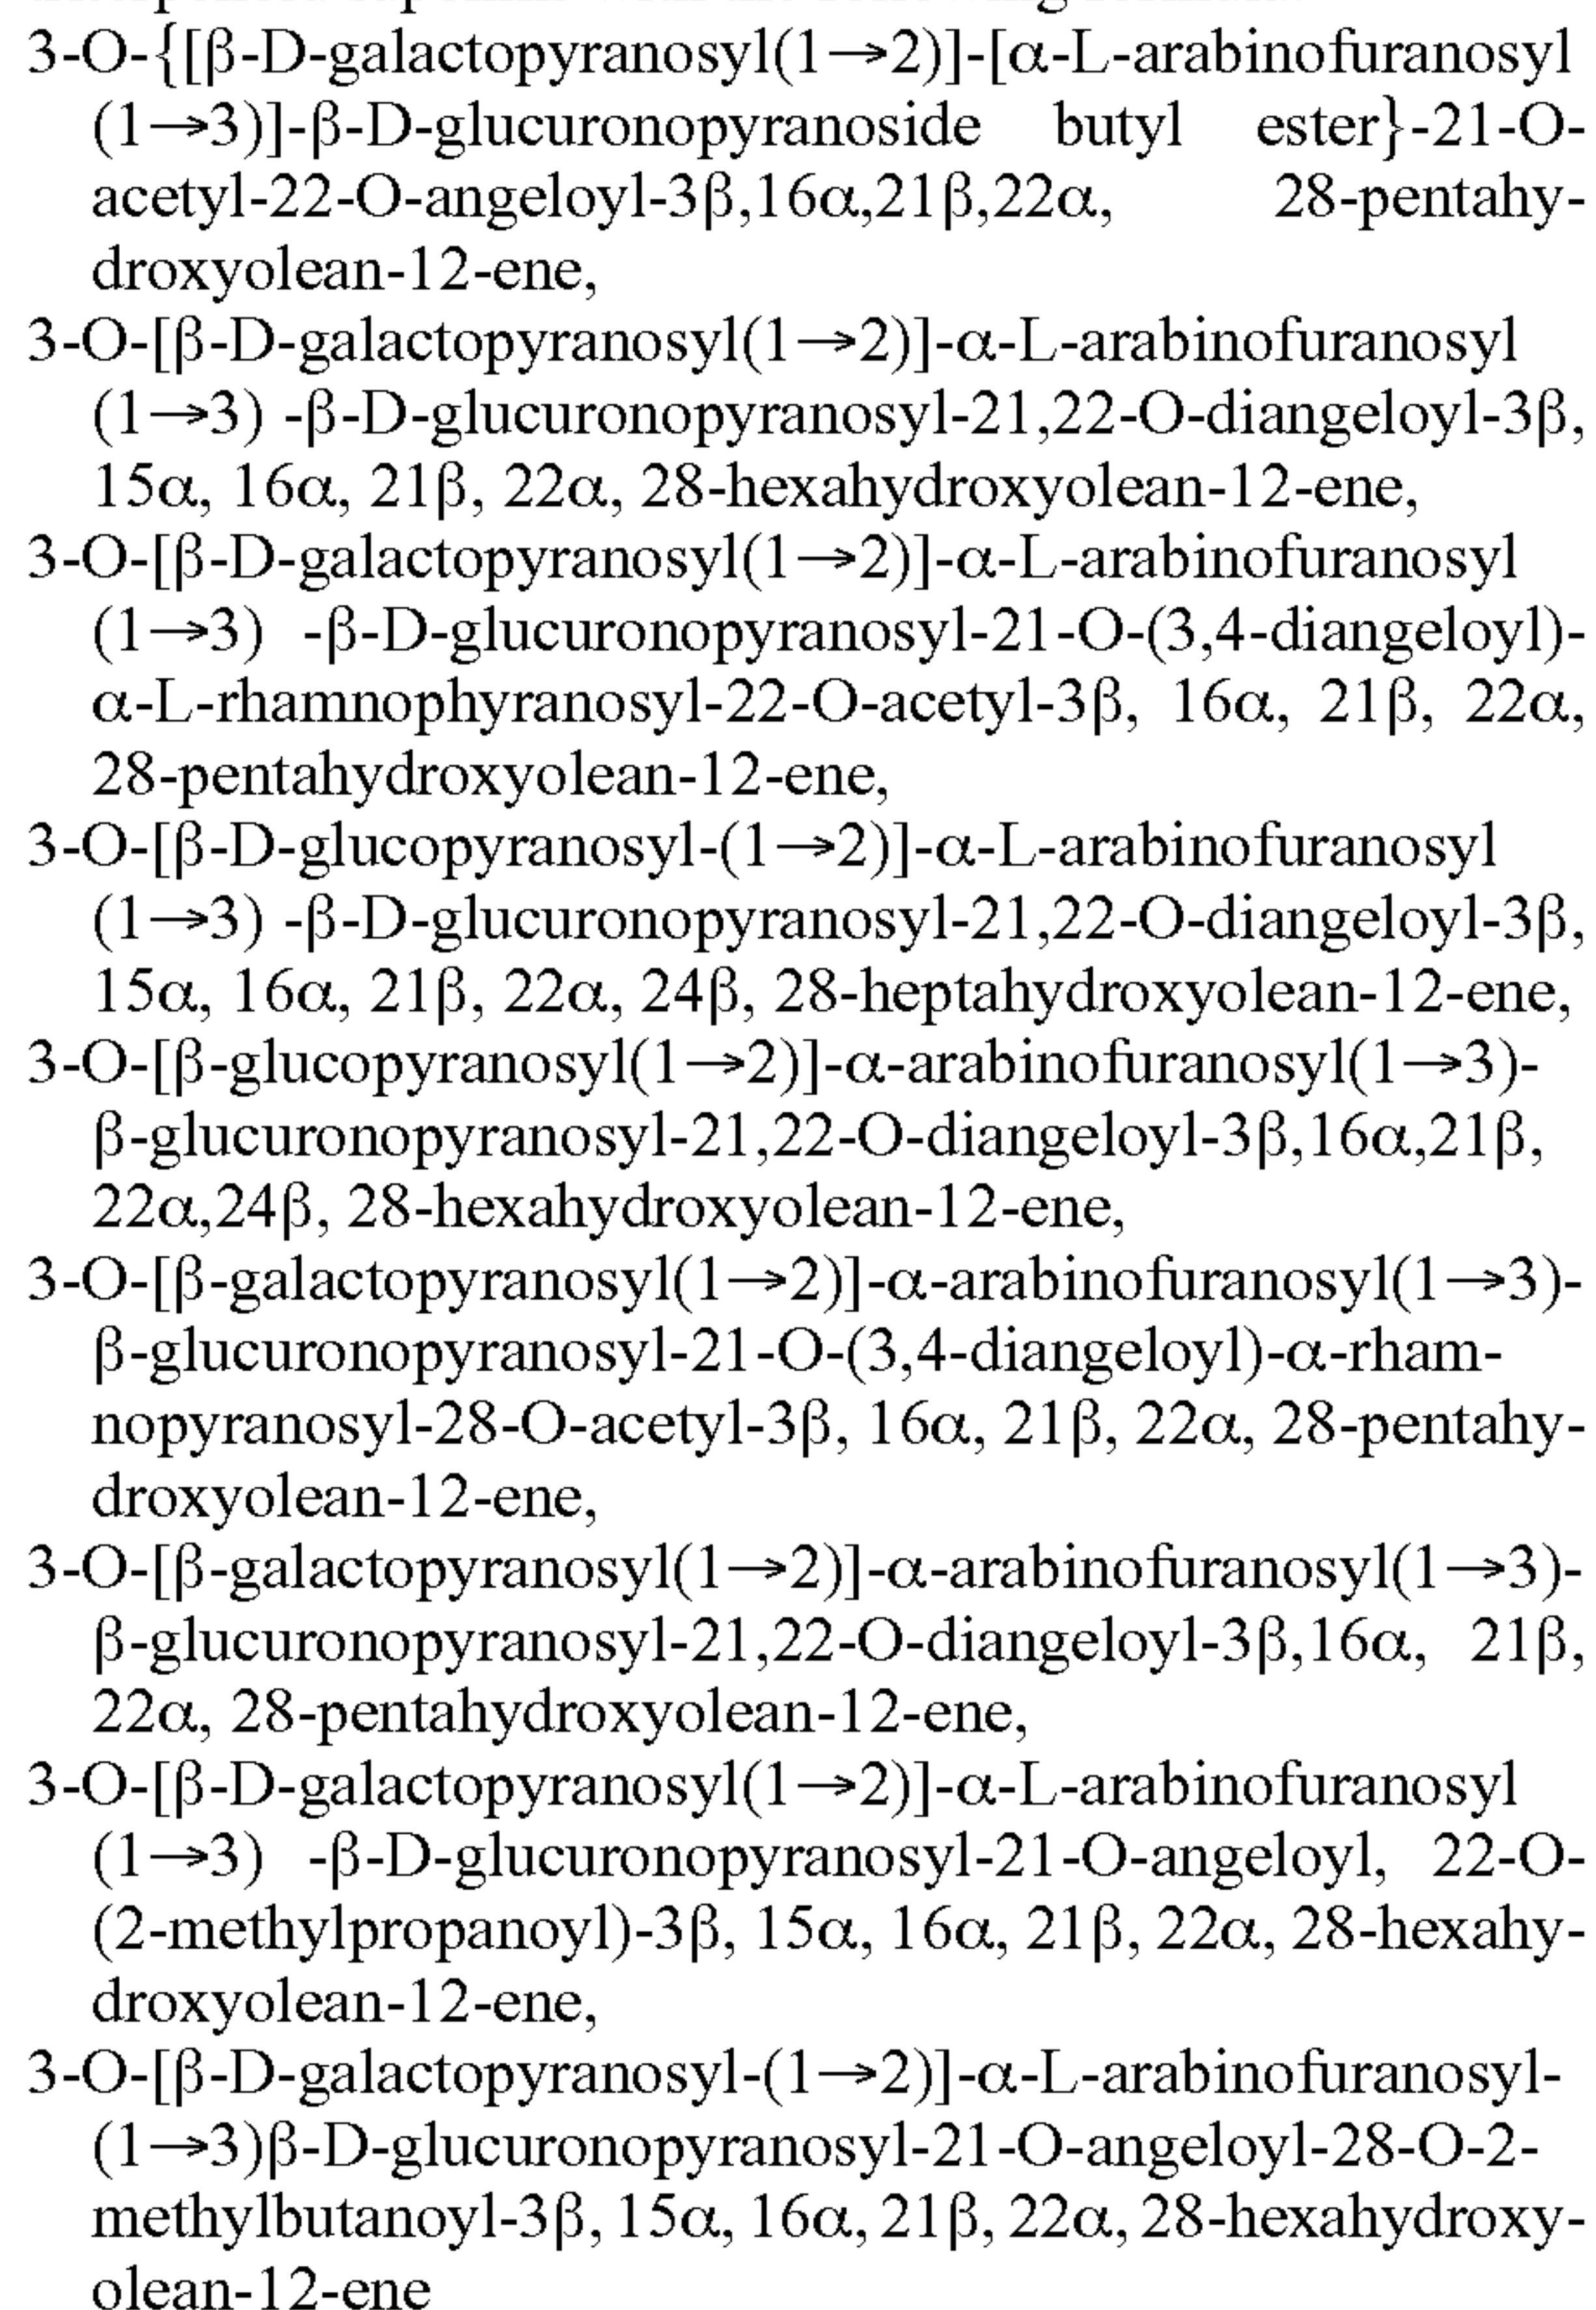 3-O-{[β-D-galactopyranosyl(1→2)]-[α-L-arabinofuranosyl
(1→3)]-β-D-glucuronopyranoside butyl ester}-21-O-
acetyl-22-O-angeloyl-3β,16α,21β,22α, 28-pentahy-
droxyolean-12-ene,
3-O-[β-D-galactopyranosyl(1→2)]-α-L-arabinofuranosyl
(1→3) -β-D-glucuronopyranosyl-21,22-O-diangeloyl-3β,
15α, 16α, 21β, 22α, 28-hexahydroxyolean-12-ene,
3-O-[β-D-galactopyranosyl(1→2)]-α-L-arabinofuranosyl
(1→3) -β-D-glucuronopyranosyl-21-O-(3,4-diangeloyl)-
α-L-rhamnophyranosyl-22-O-acetyl-3β, 16α, 21β, 22α,
28-pentahydroxyolean-12-ene,
3-O-[β-D-glucopyranosyl-(1→2)]-α-L-arabinofuranosyl
(1→3) -β-D-glucuronopyranosyl-21,22-O-diangeloyl-3β,
15α, 16α, 21β, 22α, 24β, 28-heptahydroxyolean-12-ene,
3-O-[β-glucopyranosyl(1→2)]-α-arabinofuranosyl(1→3)-
β-glucuronopyranosyl-21,22-O-diangeloyl-3β,16α,21β,
22α,24β, 28-hexahydroxyolean-12-ene,
3-O-[β-galactopyranosyl(1→2)]-α-arabinofuranosyl(1→3)-
β-glucuronopyranosyl-21-O-(3,4-diangeloyl)-α-rham-
nopyranosyl-28-O-acetyl-3β, 16α, 21β, 22α, 28-pentahy-
droxyolean-12-ene,
3-O-[β-galactopyranosyl(1→2)]-α-arabinofuranosyl(1→3)-
β-glucuronopyranosyl-21,22-O-diangeloyl-3β,16α, 21β,
22α, 28-pentahydroxyolean-12-ene,
3-O-[β-D-galactopyranosyl(1→2)]-α-L-arabinofuranosyl
(1→3) -β-D-glucuronopyranosyl-21-O-angeloyl, 22-O-
(2-methylpropanoyl)-3β, 15α, 16α, 21β, 22α, 28-hexahy-
droxyolean-12-ene,
3-O-[β-D-galactopyranosyl-(1→2)]-α-L-arabinofuranosyl-
(1→3)β-D-glucuronopyranosyl-21-O-angeloyl-28-O-2-
methylbutanoyl-3β, 15α, 16α, 21β, 22α, 28-hexahydroxy-
olean-12-ene